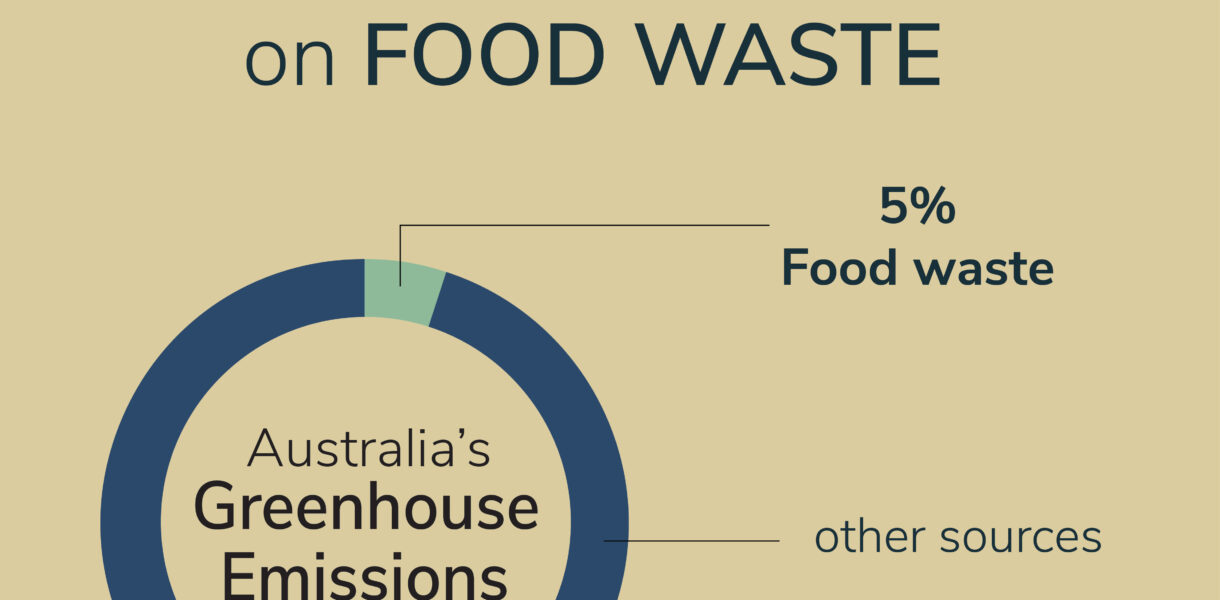 on FOOD WASTE
5%
Food waste
Australia’s
Greenhouse
Emissions
other sources